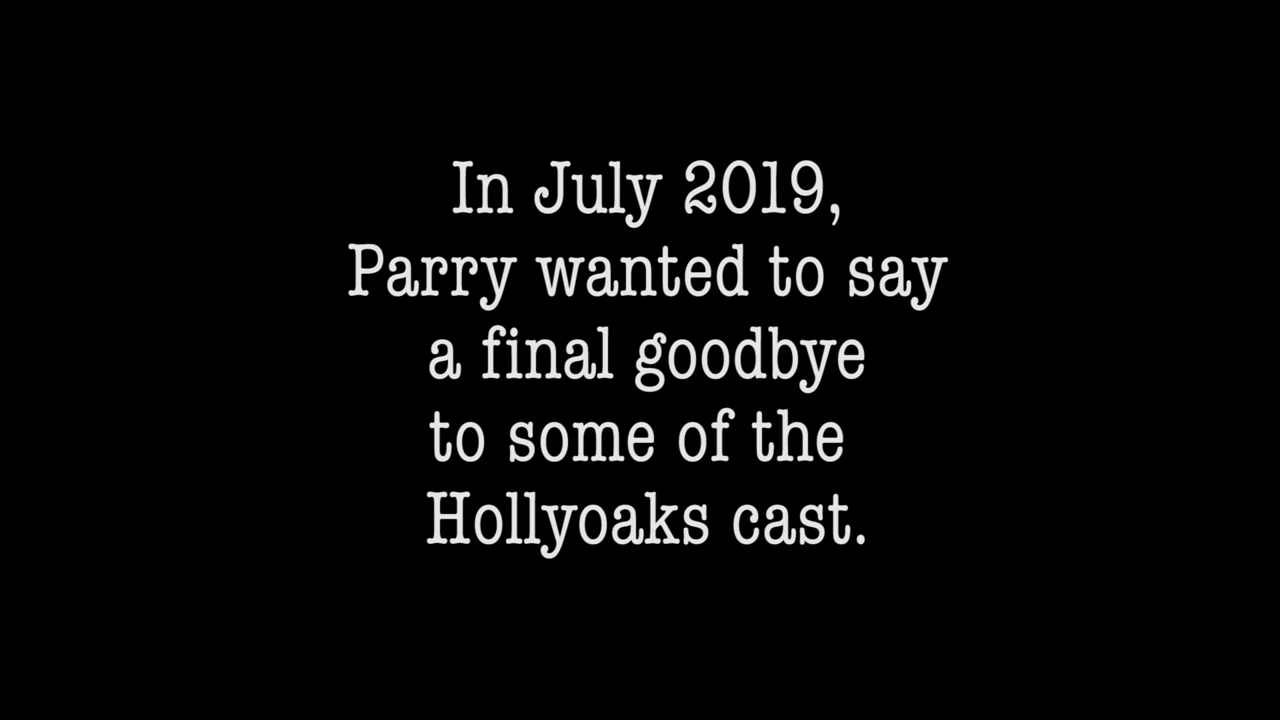 In July 2019,
Parry wanted to say
a final goodbye
to some of the
Hollyoaks cast.